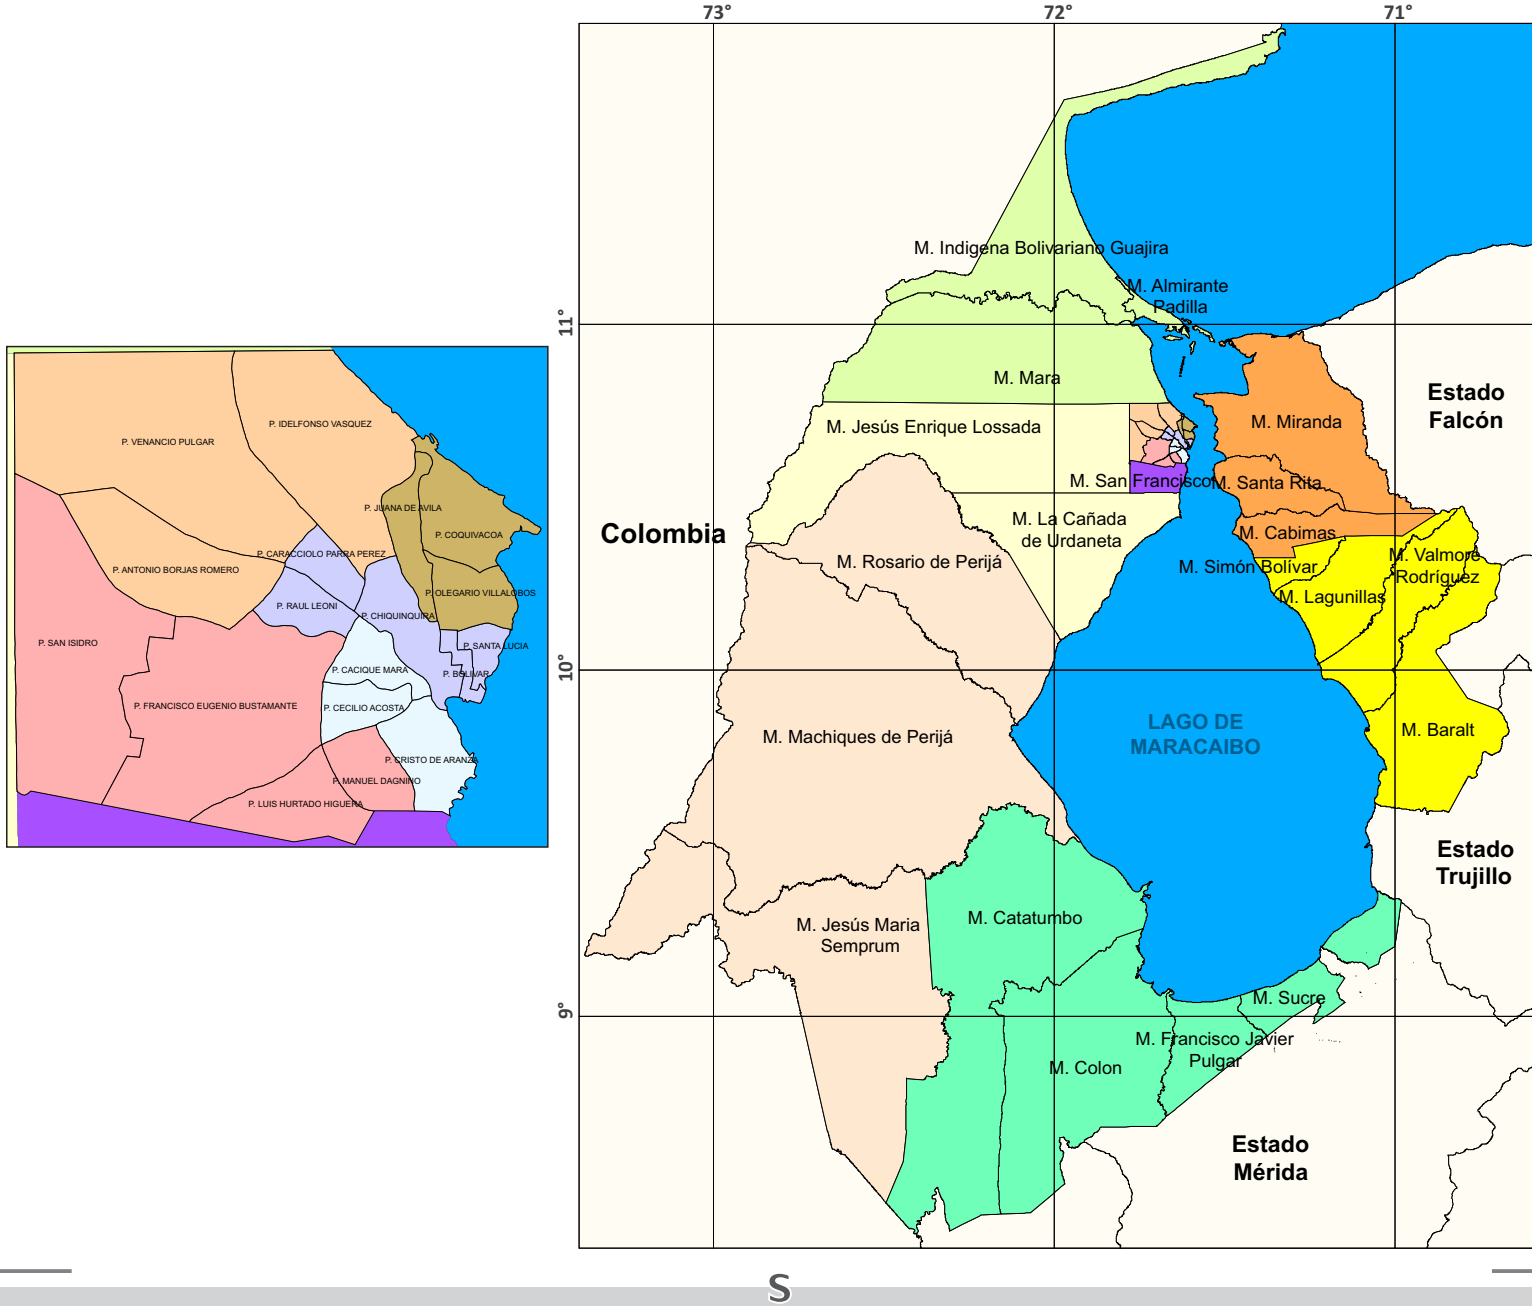 73°
72°
71°
M. Indigena Bolivariano Guajira
M. Almirante
Padilla
11°
M. Mara
Estado
Falcón
M. Miranda
M. Jesús Enrique Lossada
M. San Francisco
M. Santa Rita
Colombia
M. La Cañada
de Urdaneta
M. Cabimas
M. Rosario de Perijá
M. Simón Bolívar
M. Valmore
Rodríguez
M. Lagunillas
10°
LAGO DE
MARACAIBO
M. Machiques de Perijá
M. Baralt
Estado
Trujillo
M. Catatumbo
M. Jesús Maria
Semprum
M. Sucre
9°
M. Francisco Javier
Pulgar
M. Colon
Estado
Mérida
P. VENANCIO PULGAR
P. IDELFONSO VASQUEZ
P. JUANA DE AVILA
P. COQUIVACOA
P. CARACCIOLO PARRA PEREZ
P. ANTONIO BORJAS ROMERO
P. OLEGARIO VILLALOBOS
P. RAUL LEONI
P. CHIQUINQUIRA
P. SAN ISIDRO
P. SANTA LUCIA
P. CACIQUE MARA
P. BOLIVAR
P. FRANCISCO EUGENIO BUSTAMANTE
P. CECILIO ACOSTA
P. CRISTO DE ARANZA
P. MANUEL DAGNINO
P. LUIS HURTADO HIGUERA
S